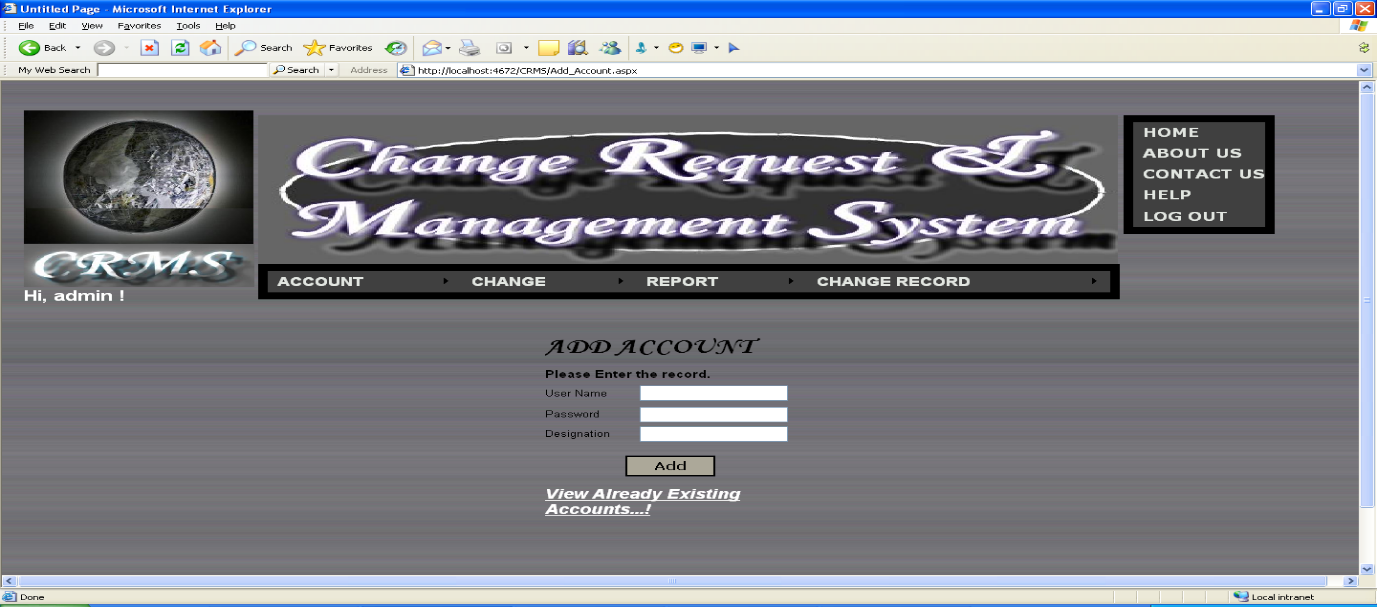 Untitled Page - Microsoft Internet Explorer
File Edit View Favorites Tools Help
Back Search Favorites
My Web Search Search Address http://localhost:4672/CRMS/Add_Account.aspx
Change Request &
Management System
CRMS
Hi, admin !
HOME
ABOUT US
CONTACT US
HELP
LOG OUT
ACCOUNT CHANGE REPORT CHANGE RECORD
ADD ACCOUNT
Please Enter the record.
User Name
Password
Designation
Add
View Already Existing
Accounts...!
Done Local intranet